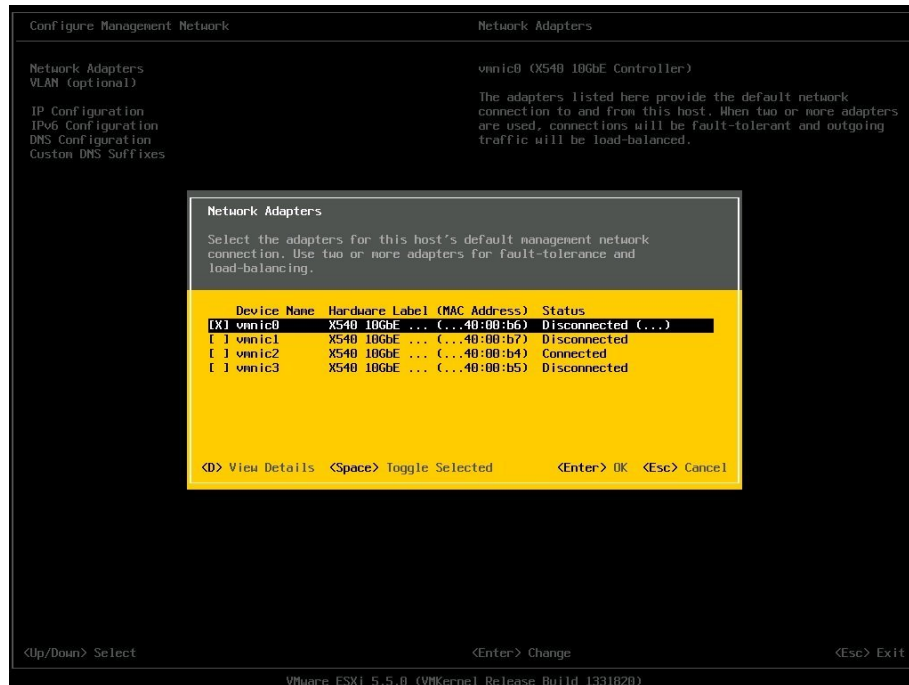 Configure Management Network
Network Adapters
Network Adapters
VLAN (optional)
IP Configuration
IPv6 Configuration
DNS Configuration
Custom DNS Suffixes
vmnic0 (X540 10GbE Controller)
The adapters listed here provide the default network
connection to and from this host. When two or more adapters
are used, connections will be fault-tolerant and outgoing
traffic will be load-balanced.
Network Adapters
Select the adapters for this host's default management network
connection. Use two or more adapters for fault-tolerance and
load-balancing.
Device Name Hardware Label (MAC Address) Status
[X] vmnic0 X540 10GbE ... (...40:00:b6) Disconnected (...)
[ ] vmnic1 X540 10GbE ... (...40:00:b7) Disconnected
[ ] vmnic2 X540 10GbE ... (...40:00:b4) Connected
[ ] vmnic3 X540 10GbE ... (...40:00:b5) Disconnected
<D> View Details <Space> Toggle Selected <Enter> OK <Esc> Cancel
<Up/Down> Select <Enter> Change <Esc> Exit
VMware ESXi 5.5.0 (VMKernel Release Build 1331820)